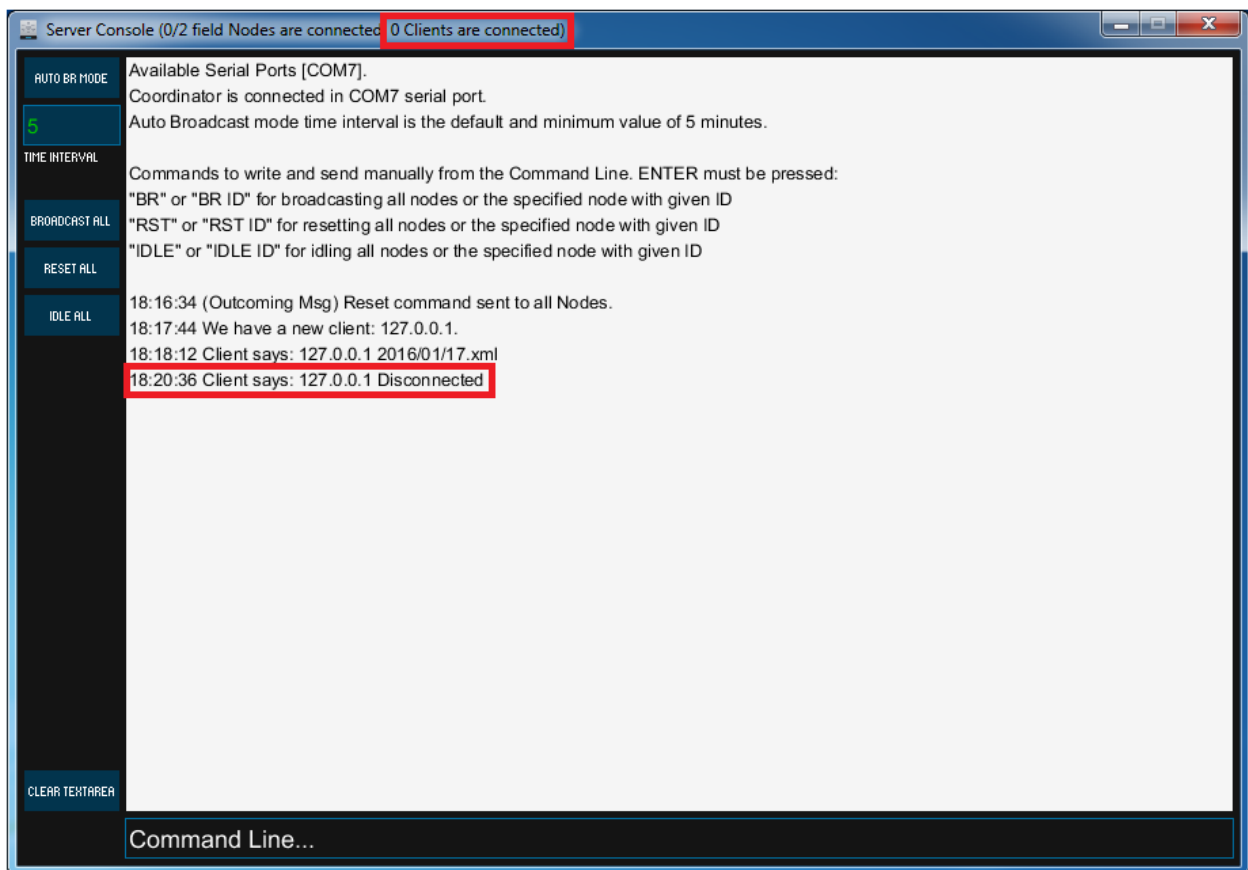 Server Console (0/2 field Nodes are connected 0 Clients are connected)
AUTO BR MODE
5
TIME INTERVAL
BROADCAST ALL
RESET ALL
IDLE ALL
CLEAR TEXTAREA
Available Serial Ports [COM7].
Coordinator is connected in COM7 serial port.
Auto Broadcast mode time interval is the default and minimum value of 5 minutes.
Commands to write and send manually from the Command Line. ENTER must be pressed:
"BR" or "BR ID" for broadcasting all nodes or the specified node with given ID
"RST" or "RST ID" for resetting all nodes or the specified node with given ID
"IDLE" or "IDLE ID" for idling all nodes or the specified node with given ID
18:16:34 (Outcoming Msg) Reset command sent to all Nodes.
18:17:44 We have a new client: 127.0.0.1.
18:18:12 Client says: 127.0.0.1 2016/01/17.xml
18:20:36 Client says: 127.0.0.1 Disconnected
Command Line...